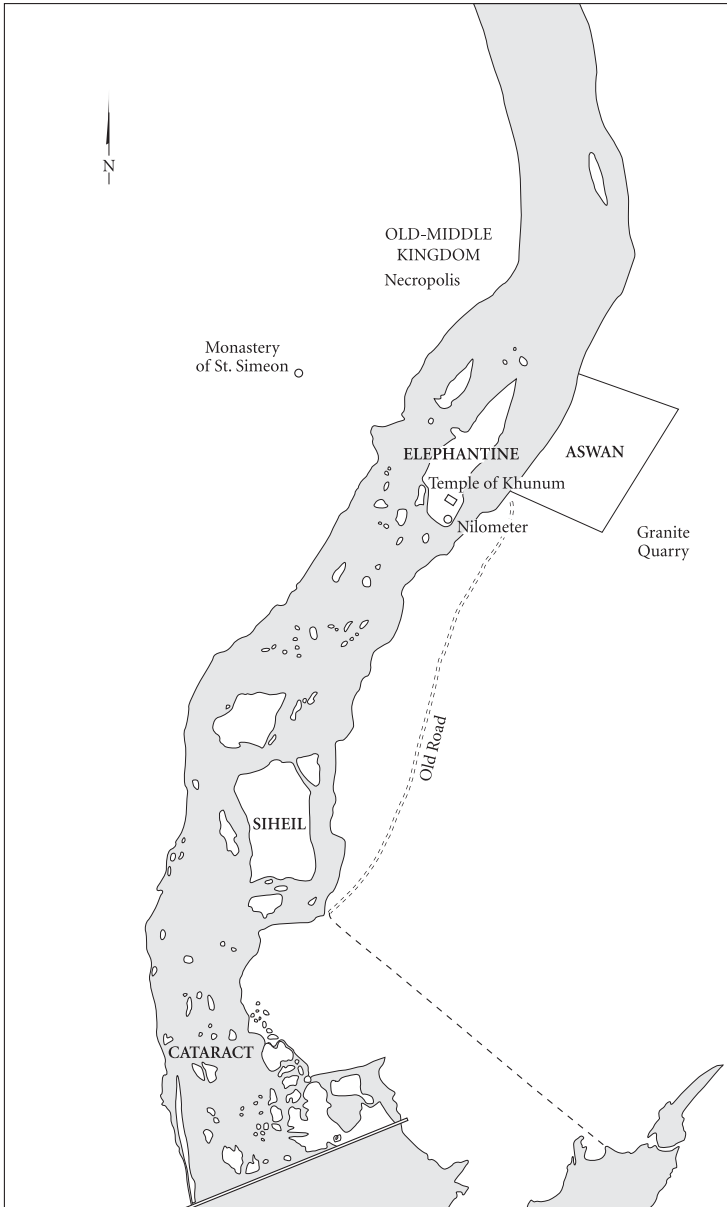 N
OLD-MIDDLE
KINGDOM
Necropolis
Monastery
of St. Simeon
ELEPHANTINE
ASWAN
Temple of Khunum
Nilometer
Granite
Quarry
Old Road
SIHEIL
CATARACT